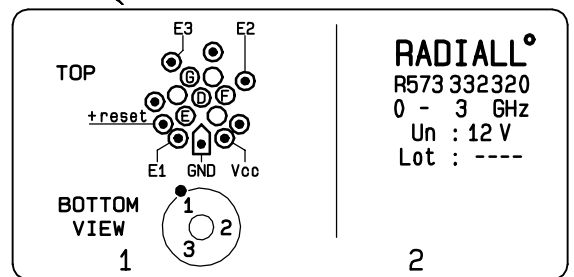 E3
E2
TOP
G
D
F
E
+reset
E1
GND
Vcc
BOTTOM
VIEW
1
2
3
1
RADIALL°
R573 332320
0 - 3 GHz
Un : 12 V
Lot : ----
2